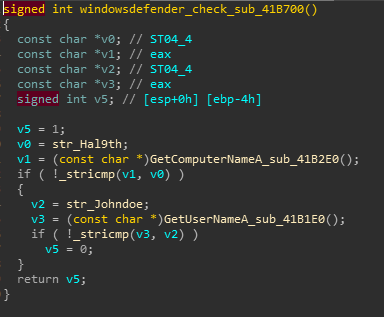 signed int windowsdefender_check_sub_41B700()
{
const char *v0; // ST04_4
const char *v1; // eax
const char *v2; // ST04_4
const char *v3; // eax
signed int v5; // [esp+0h] [ebp-4h]
v5 = 1;
v0 = str_Hal9th;
v1 = (const char *)GetComputerNameA_sub_41B2E0();
if ( !_stricmp(v1, v0) )
{
v2 = str_Johndoe;
v3 = (const char *)GetUserNameA_sub_41B1E0();
if ( !_stricmp(v3, v2) )
v5 = 0;
}
return v5;
}